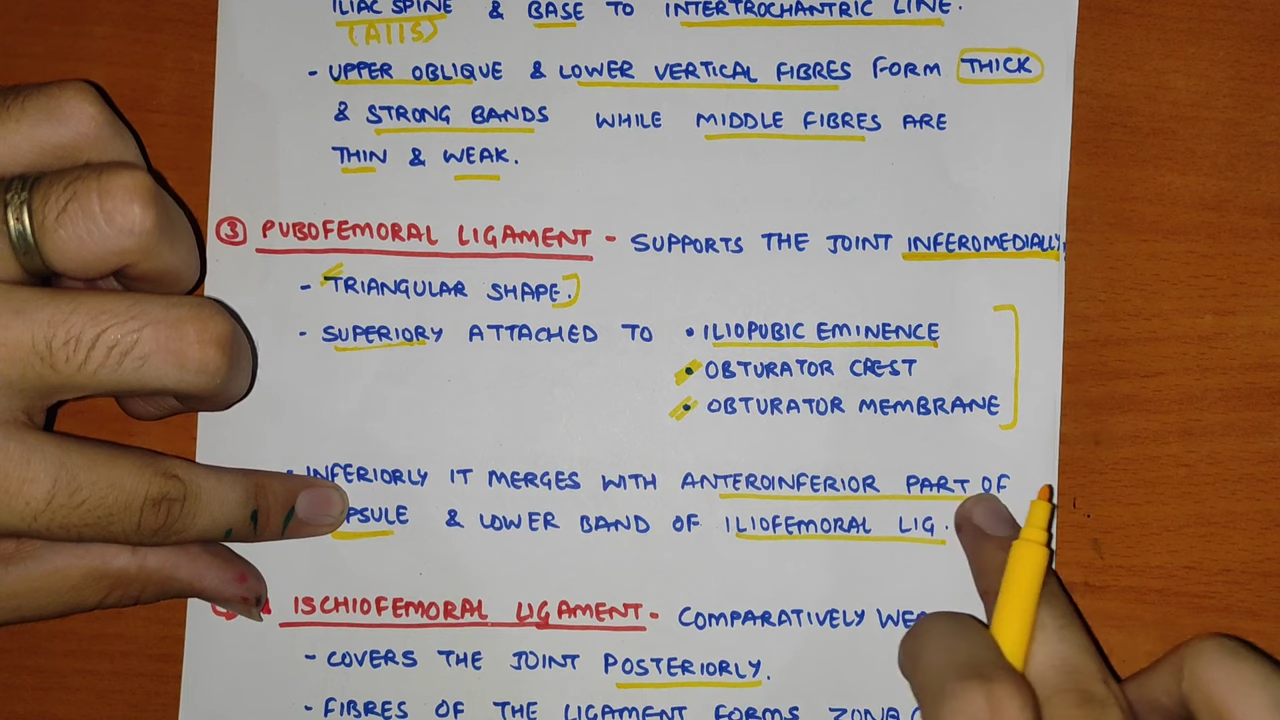 ILIAC SPINE & BASE TO INTERTROCHANTRIC LINE.
(AIIS)
- UPPER OBLIQUE & LOWER VERTICAL FIBRES FORM THICK
& STRONG BANDS WHILE MIDDLE FIBRES ARE
THIN & WEAK.
③ PUBOFEMORAL LIGAMENT - SUPPORTS THE JOINT INFEROMEDIALLY
- TRIANGULAR SHAPE.
- SUPERIORY ATTACHED TO • ILIOPUBIC EMINENCE
• OBTURATOR CREST
• OBTURATOR MEMBRANE
- INFERIORLY IT MERGES WITH ANTEROINFERIOR PART OF
& LOWER BAND OF ILIOFEMORAL LIG.
ISCHIOFEMORAL LIGAMENT - COMPARATIVELY
- COVERS THE JOINT POSTERIORLY.
- FIBRES OF THE LIGAMENT FORMS ZONA